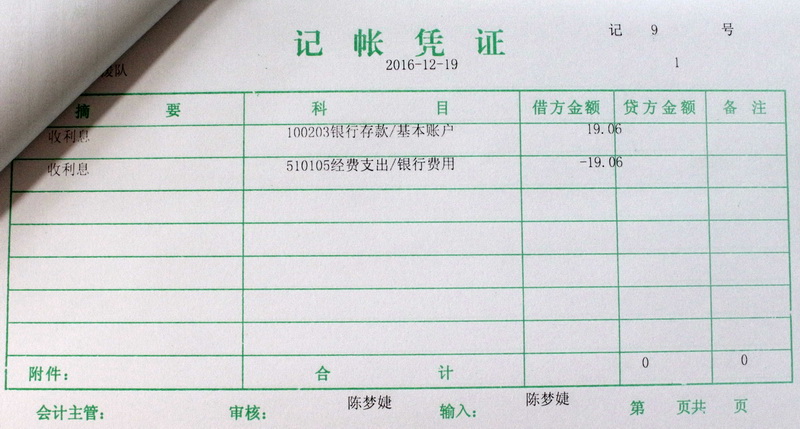 记 9 号
记 帐 凭 证
2016-12-19 1
队
摘 要 科 目 借方金额 贷方金额 备 注
收利息 100203银行存款/基本账户 19.06
收利息 510105经费支出/银行费用 -19.06
附件： 合 计 0 0
会计主管： 审核： 陈梦婕 输入： 陈梦婕 第 页共 页